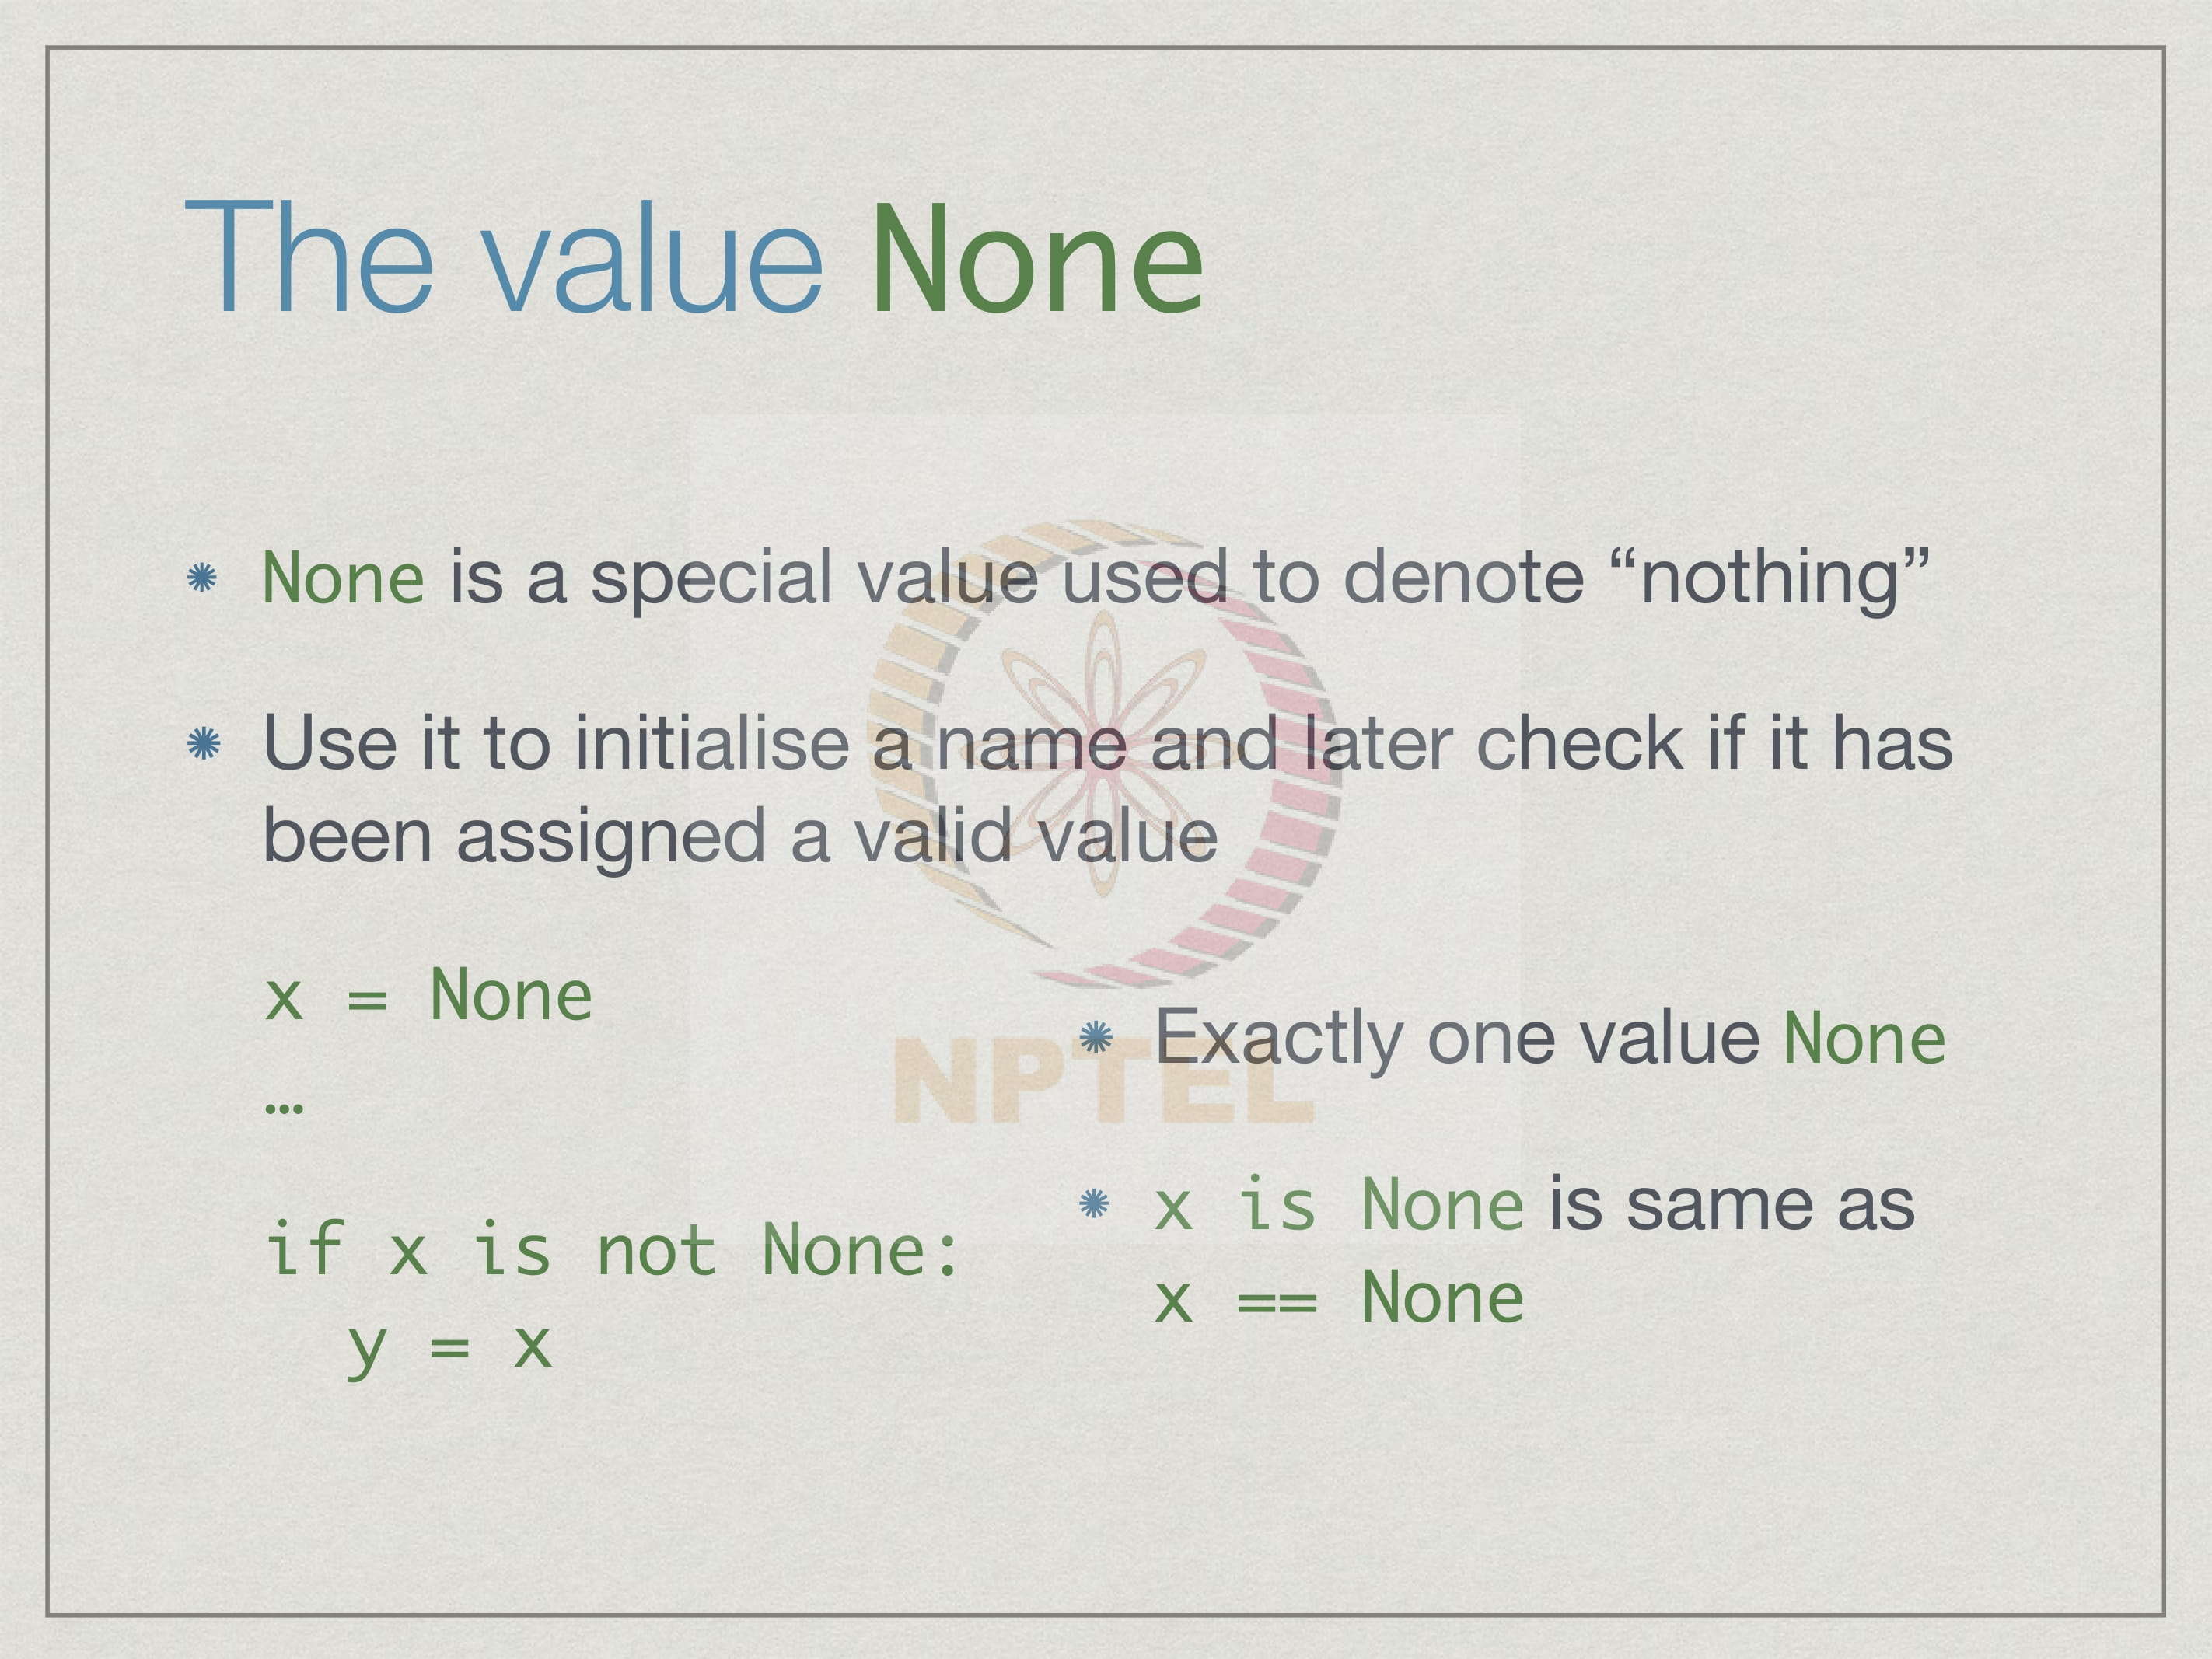 The value None
None is a special value used to denote “nothing”
Use it to initialise a name and later check if it has
been assigned a valid value
x = None
…
if x is not None:
  y = x
Exactly one value None
x is None is same as
x == None
NPTEL